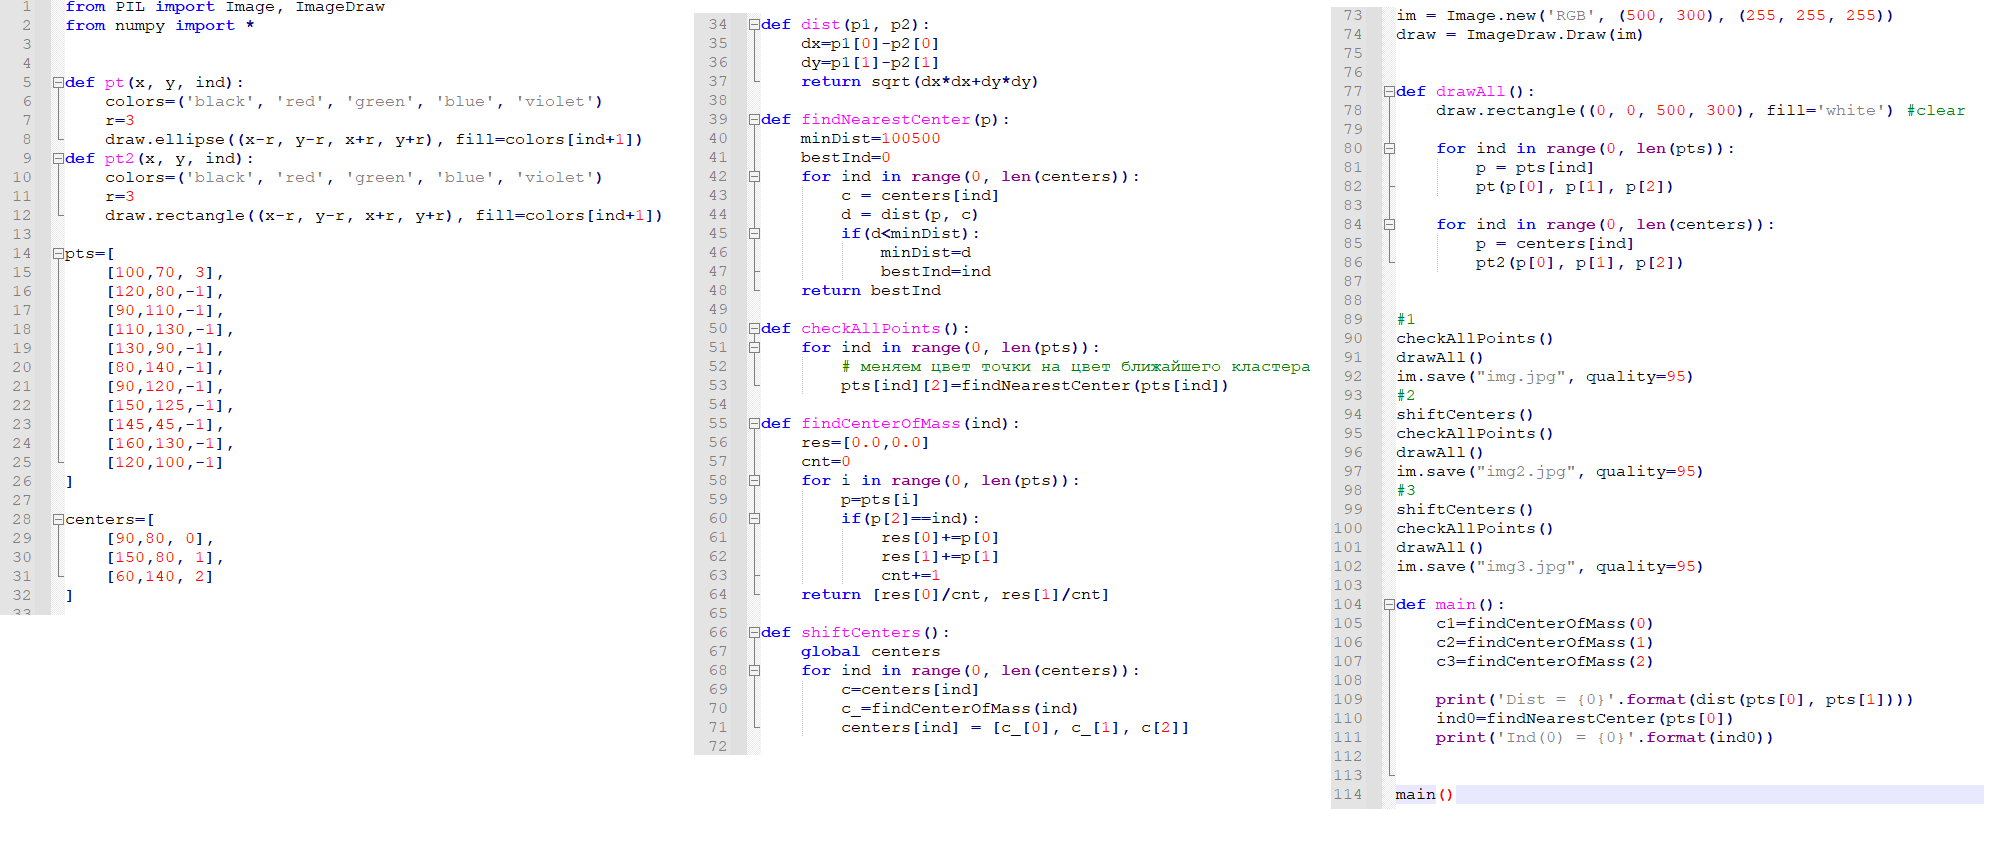 1 from PIL import Image, ImageDraw
2 from numpy import *
3
4
5 def pt(x, y, ind):
6     colors=('black', 'red', 'green', 'blue', 'violet')
7     r=3
8     draw.ellipse((x-r, y-r, x+r, y+r), fill=colors[ind+1])
9 def pt2(x, y, ind):
10     colors=('black', 'red', 'green', 'blue', 'violet')
11     r=3
12     draw.rectangle((x-r, y-r, x+r, y+r), fill=colors[ind+1])
13
14 pts=[
15     [100,70, 3],
16     [120,80,-1],
17     [90,110,-1],
18     [110,130,-1],
19     [130,90,-1],
20     [80,140,-1],
21     [90,120,-1],
22     [150,125,-1],
23     [145,45,-1],
24     [160,130,-1],
25     [120,100,-1]
26 ]
27
28 centers=[
29     [90,80, 0],
30     [150,80, 1],
31     [60,140, 2]
32 ]
33
34 def dist(p1, p2):
35     dx=p1[0]-p2[0]
36     dy=p1[1]-p2[1]
37     return sqrt(dx*dx+dy*dy)
38
39 def findNearestCenter(p):
40     minDist=100500
41     bestInd=0
42     for ind in range(0, len(centers)):
43         c = centers[ind]
44         d = dist(p, c)
45         if(d<minDist):
46             minDist=d
47             bestInd=ind
48     return bestInd
49
50 def checkAllPoints():
51     for ind in range(0, len(pts)):
52         # меняем цвет точки на цвет ближайшего кластера
53         pts[ind][2]=findNearestCenter(pts[ind])
54
55 def findCenterOfMass(ind):
56     res=[0.0,0.0]
57     cnt=0
58     for i in range(0, len(pts)):
59         p=pts[i]
60         if(p[2]==ind):
61             res[0]+=p[0]
62             res[1]+=p[1]
63             cnt+=1
64     return [res[0]/cnt, res[1]/cnt]
65
66 def shiftCenters():
67     global centers
68     for ind in range(0, len(centers)):
69         c=centers[ind]
70         c_=findCenterOfMass(ind)
71         centers[ind] = [c_[0], c_[1], c[2]]
72
73 im = Image.new('RGB', (500, 300), (255, 255, 255))
74 draw = ImageDraw.Draw(im)
75
76
77 def drawAll():
78     draw.rectangle((0, 0, 500, 300), fill='white') #clear
79
80     for ind in range(0, len(pts)):
81         p = pts[ind]
82         pt(p[0], p[1], p[2])
83
84     for ind in range(0, len(centers)):
85         p = centers[ind]
86         pt2(p[0], p[1], p[2])
87
88
89 #1
90 checkAllPoints()
91 drawAll()
92 im.save("img.jpg", quality=95)
93 #2
94 shiftCenters()
95 checkAllPoints()
96 drawAll()
97 im.save("img2.jpg", quality=95)
98 #3
99 shiftCenters()
100 checkAllPoints()
101 drawAll()
102 im.save("img3.jpg", quality=95)
103
104 def main():
105     c1=findCenterOfMass(0)
106     c2=findCenterOfMass(1)
107     c3=findCenterOfMass(2)
108
109     print('Dist = {0}'.format(dist(pts[0], pts[1])))
110     ind0=findNearestCenter(pts[0])
111     print('Ind(0) = {0}'.format(ind0))
112
113
114 main()